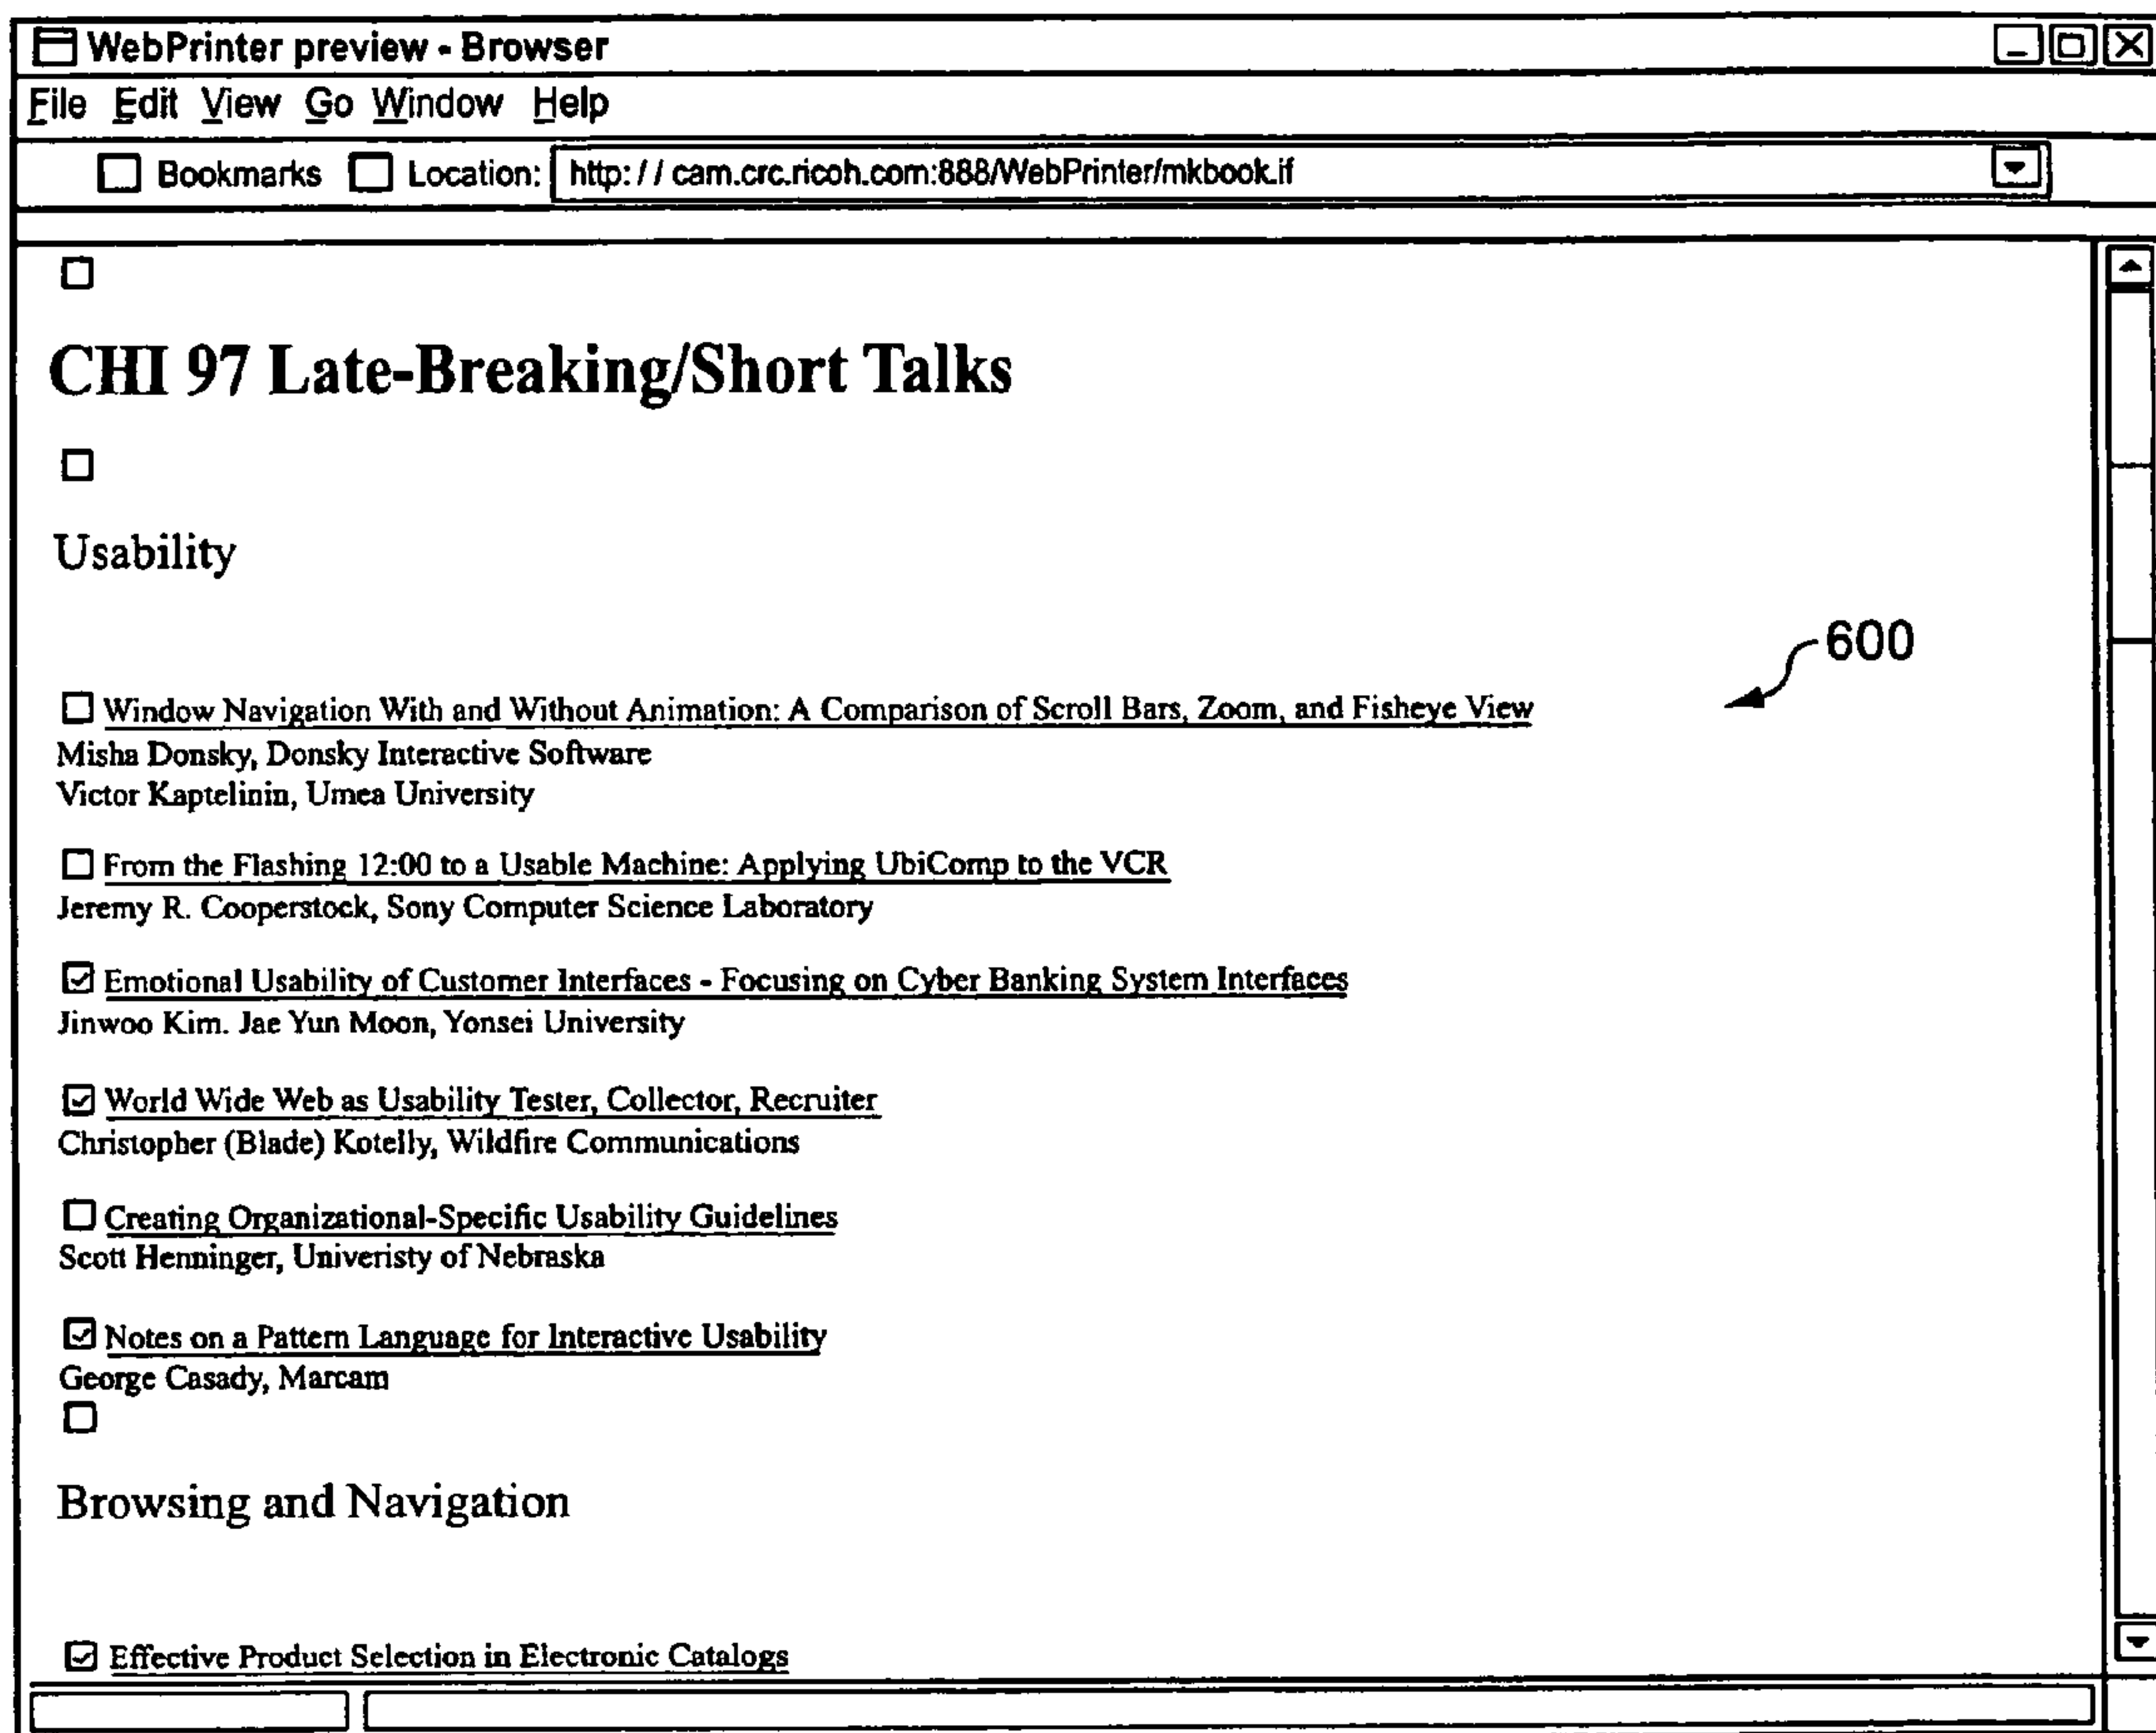 WebPrinter preview - Browser
File Edit View Go Window Help
Bookmarks Location: http: / / cam.crc.ricoh.com:888/WebPrinter/mkbook.if
CHI 97 Late-Breaking/Short Talks
Usability
600
Window Navigation With and Without Animation: A Comparison of Scroll Bars, Zoom, and Fisheye View
Misha Donsky, Donsky Interactive Software
Victor Kaptelinin, Umea University
From the Flashing 12:00 to a Usable Machine: Applying UbiComp to the VCR
Jeremy R. Cooperstock, Sony Computer Science Laboratory
Emotional Usability of Customer Interfaces - Focusing on Cyber Banking System Interfaces
Jinwoo Kim. Jae Yun Moon, Yonsei University
World Wide Web as Usability Tester, Collector, Recruiter
Christopher (Blade) Kotelly, Wildfire Communications
Creating Organizational-Specific Usability Guidelines
Scott Henninger, Univeristy of Nebraska
Notes on a Pattern Language for Interactive Usability
George Casady, Marcam
Browsing and Navigation
Effective Product Selection in Electronic Catalogs